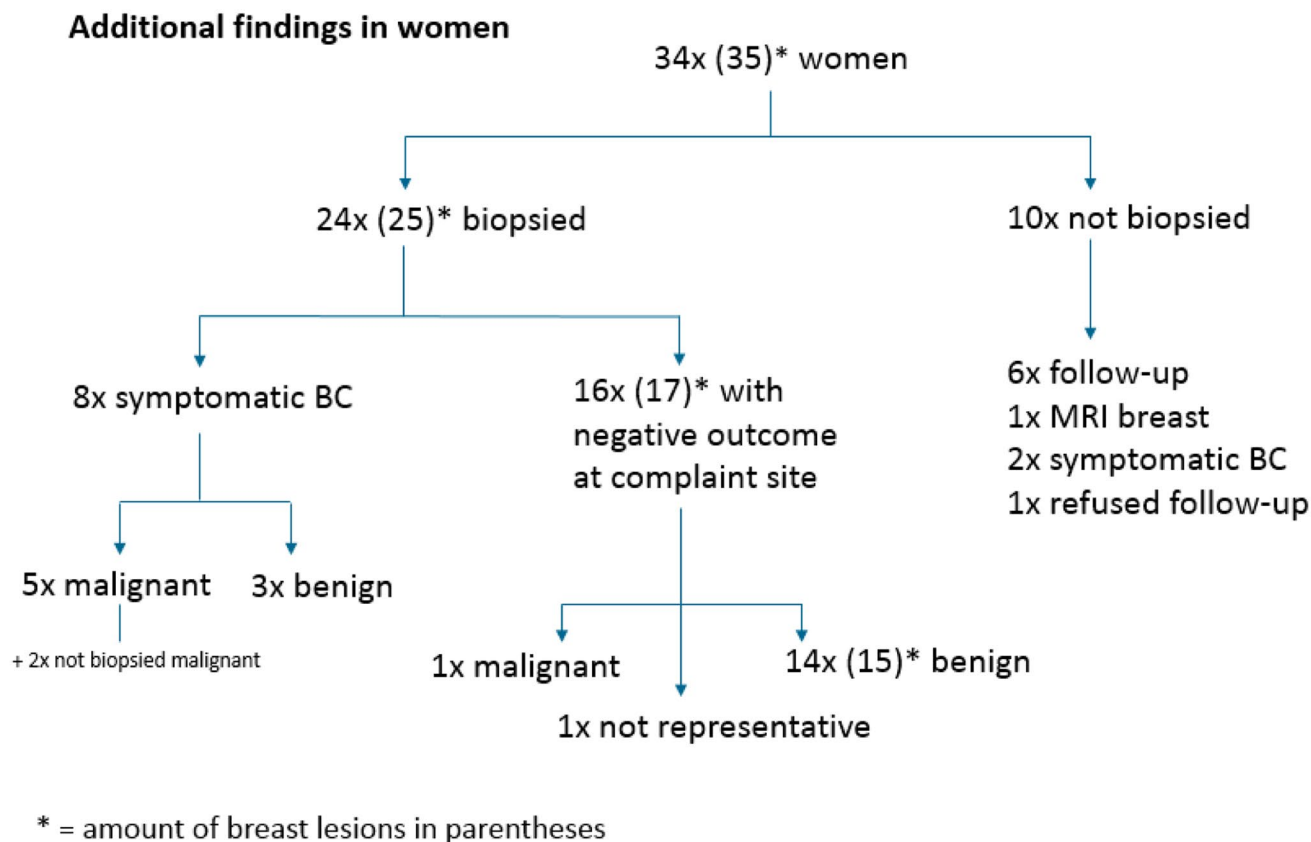 Additional findings in women
34x (35)* women
24x (25)* biopsied
10x not biopsied
8x symptomatic BC
16x (17)* with
negative outcome
at complaint site
6x follow-up
1x MRI breast
2x symptomatic BC
1x refused follow-up
5x malignant
3x benign
+ 2x not biopsied malignant
1x malignant
14x (15)* benign
1x not representative
* = amount of breast lesions in parentheses